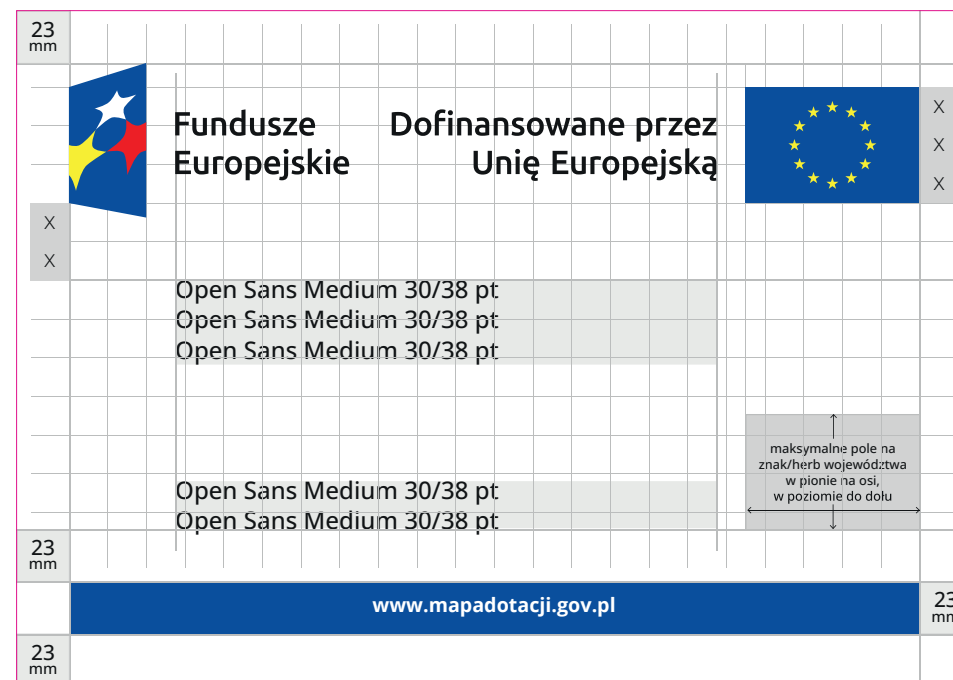 23
mm
Fundusze
Europejskie
Dofinansowane przez
Unię Europejską
X
X
X
X
X
Open Sans Medium 30/38 pt
Open Sans Medium 30/38 pt
Open Sans Medium 30/38 pt
maksymalne pole na
znak/herb województwa
w pionie na osi,
w poziomie do dołu
Open Sans Medium 30/38 pt
Open Sans Medium 30/38 pt
23
mm
www.mapadotacji.gov.pl
23
mm
23
mm